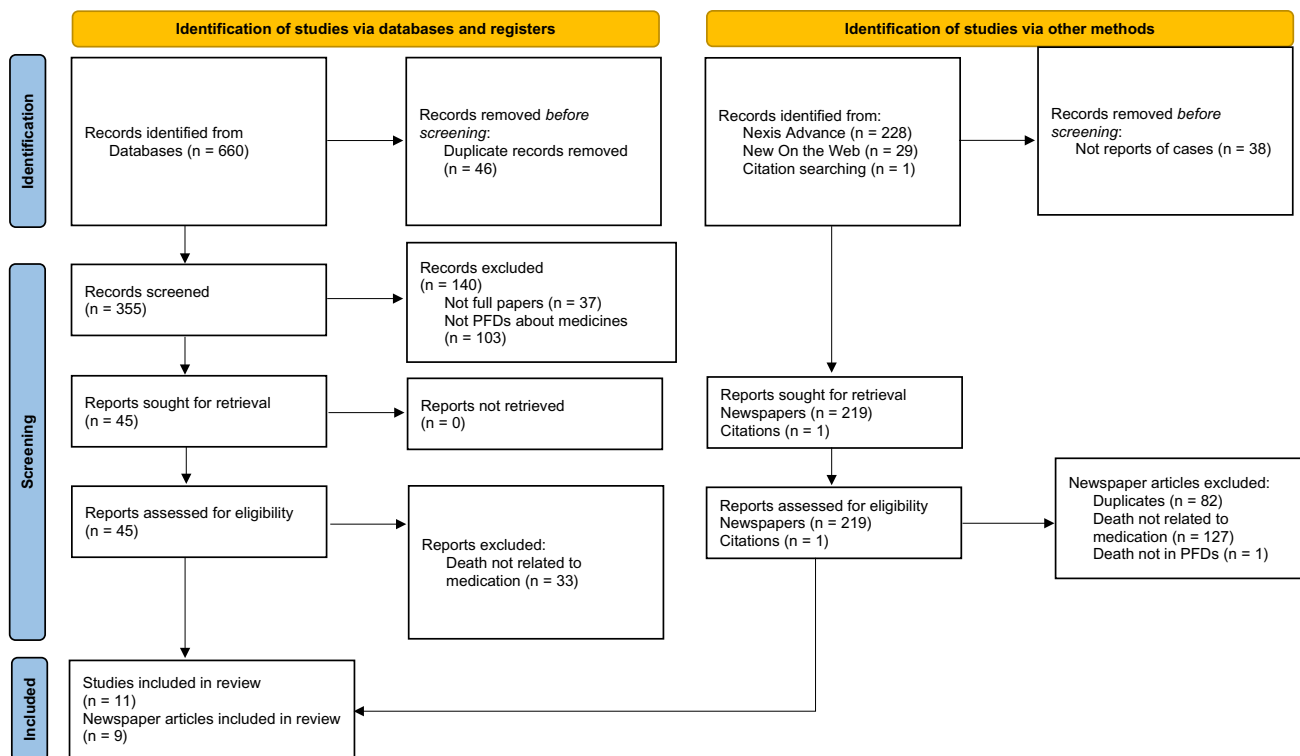 Identification of studies via databases and registers
Identification of studies via other methods
Identification
Records identified from
Databases (n = 660)
Records removed before
screening:
Duplicate records removed
(n = 46)
Records identified from:
Nexis Advance (n = 228)
New On the Web (n = 29)
Citation searching (n = 1)
Records removed before
screening:
Not reports of cases (n = 38)
Screening
Records screened
(n = 355)
Records excluded
(n = 140)
Not full papers (n = 37)
Not PFDs about medicines
(n = 103)
Reports sought for retrieval
(n = 45)
Reports not retrieved
(n = 0)
Reports sought for retrieval
Newspapers (n = 219)
Citations (n = 1)
Reports assessed for eligibility
(n = 45)
Reports excluded:
Death not related to
medication (n = 33)
Reports assessed for eligibility
Newspapers (n = 219)
Citations (n = 1)
Newspaper articles excluded:
Duplicates (n = 82)
Death not related to
medication (n = 127)
Death not in PFDs (n = 1)
Included
Studies included in review
(n = 11)
Newspaper articles included in review
(n = 9)